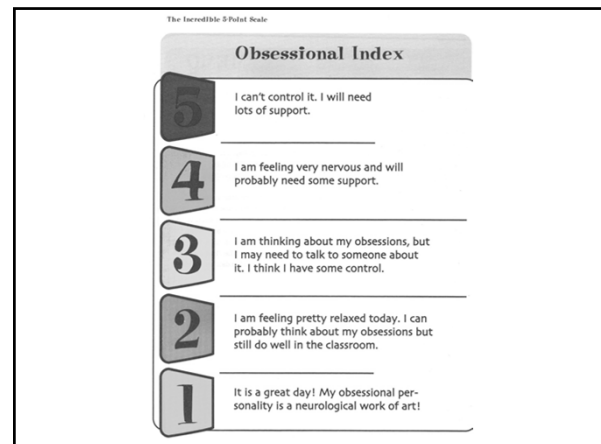 The Incredible 5-Point Scale
Obsessional Index
5
I can't control it. I will need
lots of support.
4
I am feeling very nervous and will
probably need some support.
3
I am thinking about my obsessions, but
I may need to talk to someone about
it. I think I have some control.
2
I am feeling pretty relaxed today. I can
probably think about my obsessions but
still do well in the classroom.
1
It is a great day! My obsessional per-
sonality is a neurological work of art!